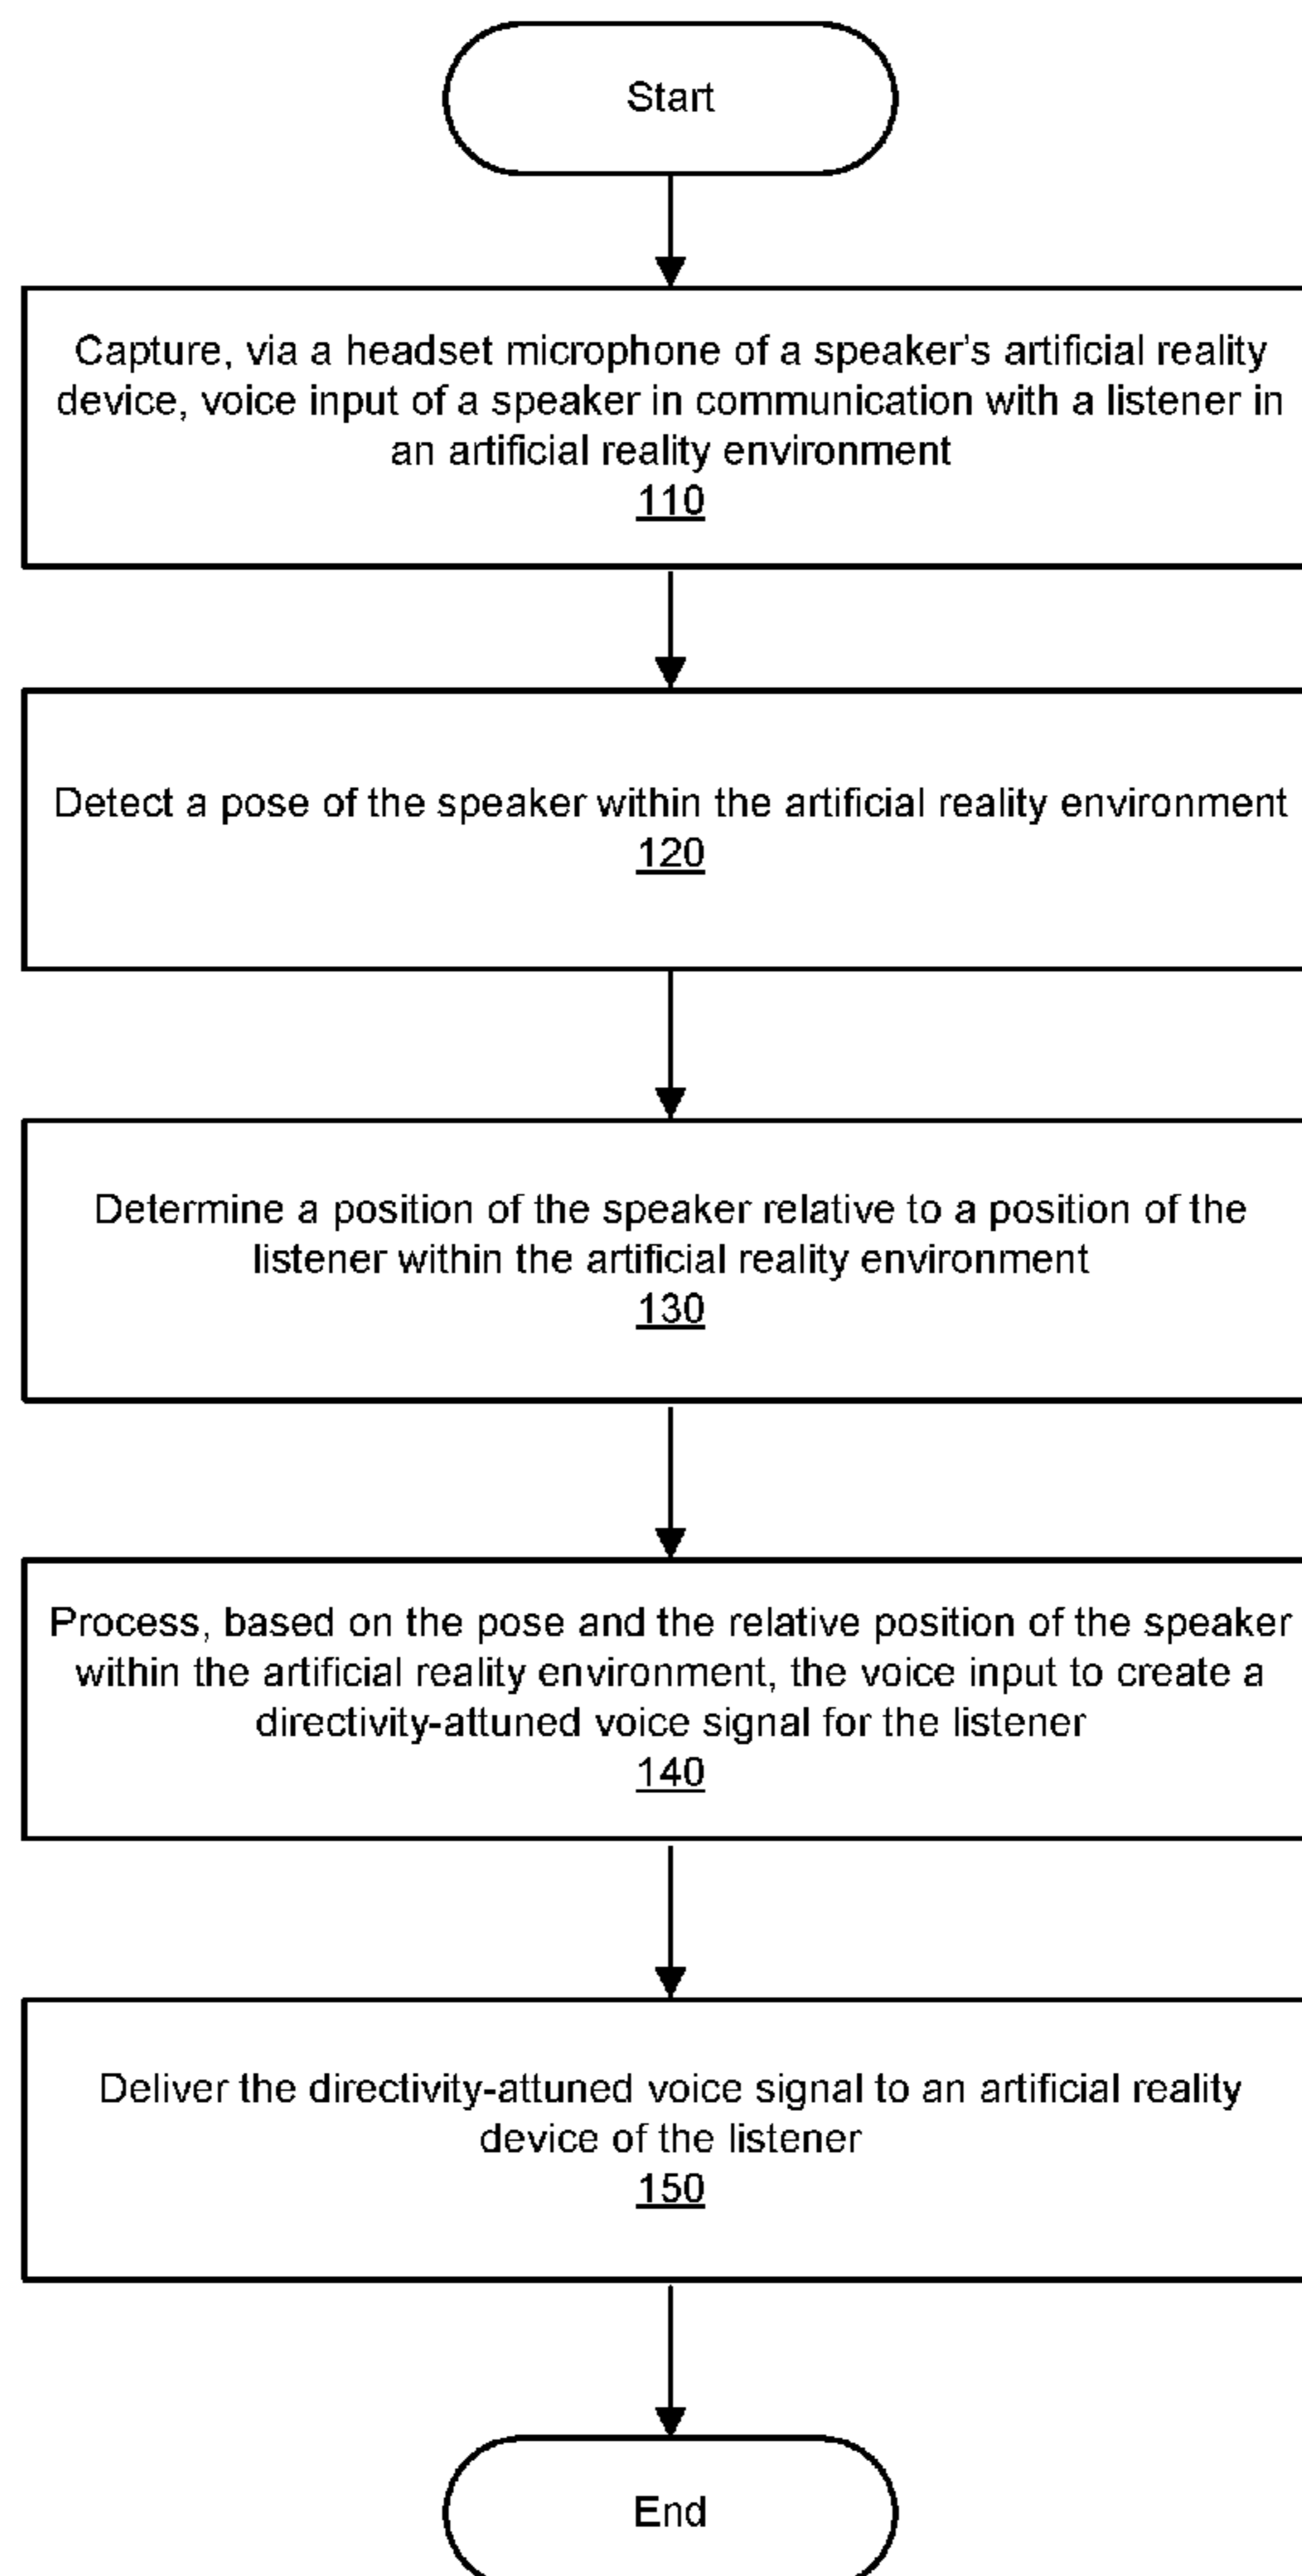 Start
Capture, via a headset microphone of a speaker's artificial reality
device, voice input of a speaker in communication with a listener in
an artificial reality environment
110
Detect a pose of the speaker within the artificial reality environment
120
Determine a position of the speaker relative to a position of the
listener within the artificial reality environment
130
Process, based on the pose and the relative position of the speaker
within the artificial reality environment, the voice input to create a
directivity-attuned voice signal for the listener
140
Deliver the directivity-attuned voice signal to an artificial reality
device of the listener
150
End